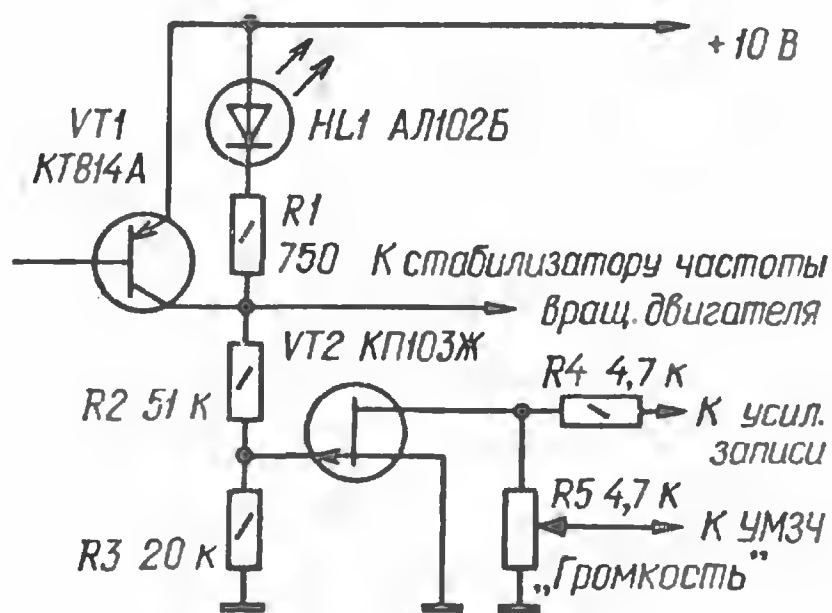 +10 В
VT1
КТ814А
HL1 АЛ102Б
R1
750
К стабилизатору частоты
вращ. двигателя
VT2 КП103Ж
R2 51 к
R4 4,7 к
К усил.
записи
R3 20 к
R5 4,7 к
К УМЗЧ
„Громкость”